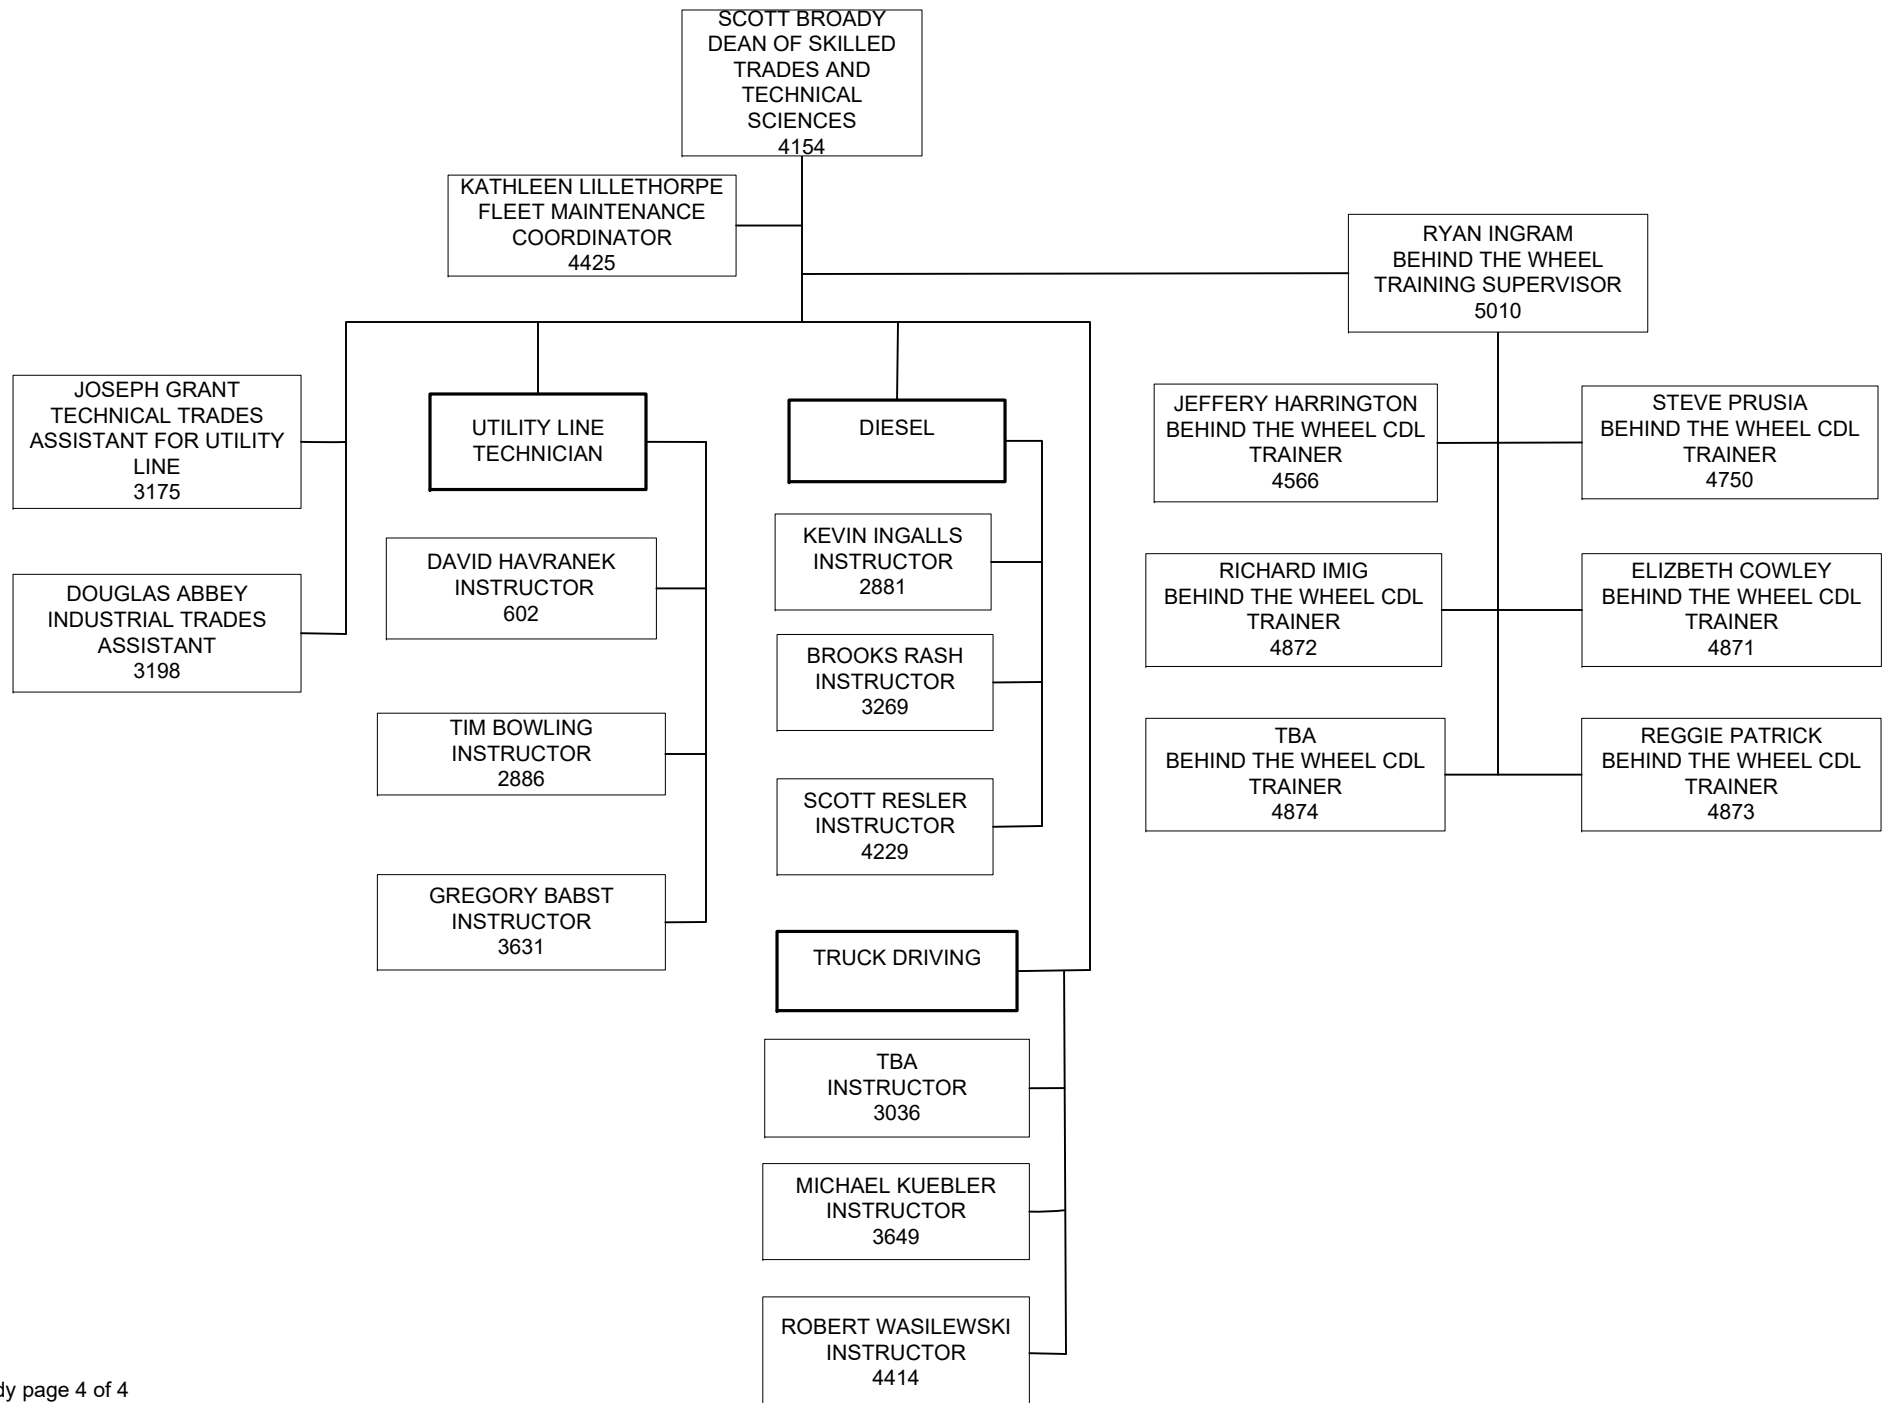 SCOTT BROADY
DEAN OF SKILLED
TRADES AND
TECHNICAL
SCIENCES
4154
KATHLEEN LILLETHORPE
FLEET MAINTENANCE
COORDINATOR
4425
RYAN INGRAM
BEHIND THE WHEEL
TRAINING SUPERVISOR
5010
JOSEPH GRANT
TECHNICAL TRADES
ASSISTANT FOR UTILITY
LINE
3175
DOUGLAS ABBEY
INDUSTRIAL TRADES
ASSISTANT
3198
UTILITY LINE
TECHNICIAN
DAVID HAVRANEK
INSTRUCTOR
602
TIM BOWLING
INSTRUCTOR
2886
GREGORY BABST
INSTRUCTOR
3631
DIESEL
KEVIN INGALLS
INSTRUCTOR
2881
BROOKS RASH
INSTRUCTOR
3269
SCOTT RESLER
INSTRUCTOR
4229
TRUCK DRIVING
TBA
INSTRUCTOR
3036
MICHAEL KUEBLER
INSTRUCTOR
3649
ROBERT WASILEWSKI
INSTRUCTOR
4414
JEFFERY HARRINGTON
BEHIND THE WHEEL CDL
TRAINER
4566
STEVE PRUSIA
BEHIND THE WHEEL CDL
TRAINER
4750
RICHARD IMIG
BEHIND THE WHEEL CDL
TRAINER
4872
ELIZBETH COWLEY
BEHIND THE WHEEL CDL
TRAINER
4871
TBA
BEHIND THE WHEEL CDL
TRAINER
4874
REGGIE PATRICK
BEHIND THE WHEEL CDL
TRAINER
4873
page 4 of 4